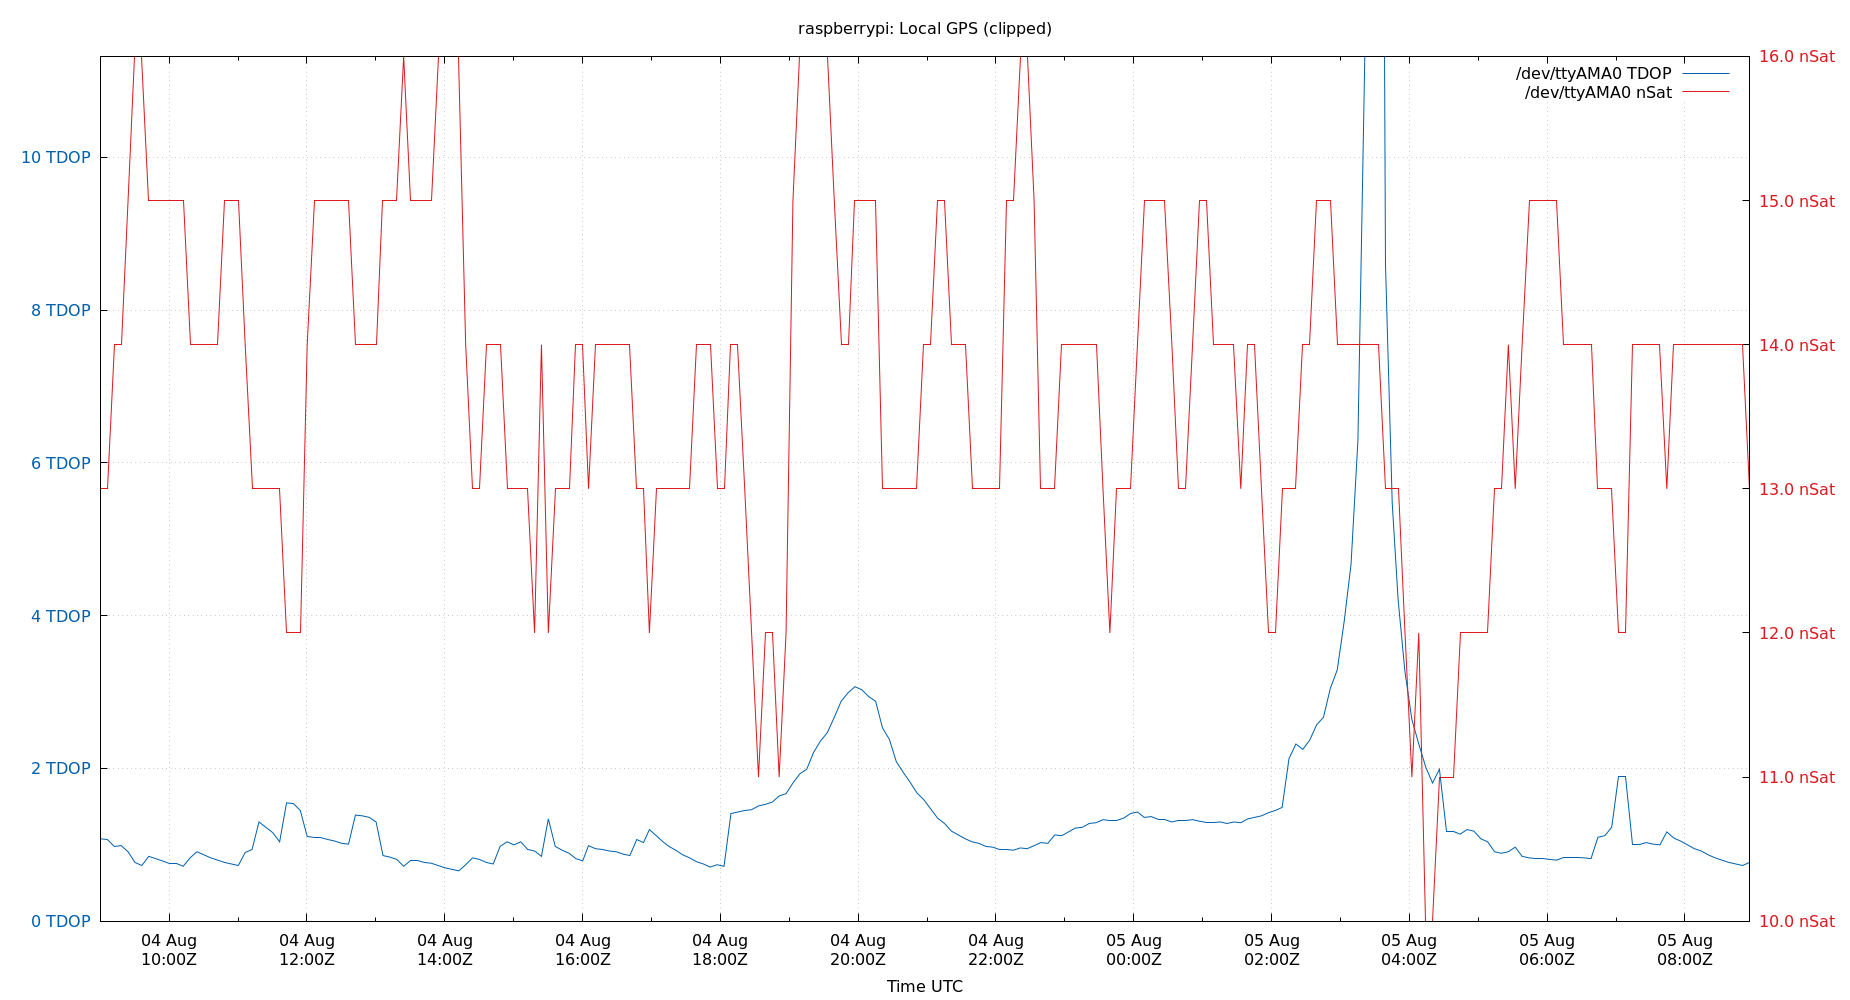 raspberrypi: Local GPS (clipped)
16.0 nSat
/dev/ttyAMA0 TDOP
/dev/ttyAMA0 nSat
10 TDOP
15.0 nSat
8 TDOP
14.0 nSat
6 TDOP
13.0 nSat
4 TDOP
12.0 nSat
2 TDOP
11.0 nSat
0 TDOP
10.0 nSat
04 Aug 04 Aug 04 Aug 04 Aug 04 Aug 04 Aug 04 Aug 05 Aug 05 Aug 05 Aug 05 Aug 05 Aug
10:00Z 12:00Z 14:00Z 16:00Z 18:00Z 20:00Z 22:00Z 00:00Z 02:00Z 04:00Z 06:00Z 08:00Z
Time UTC